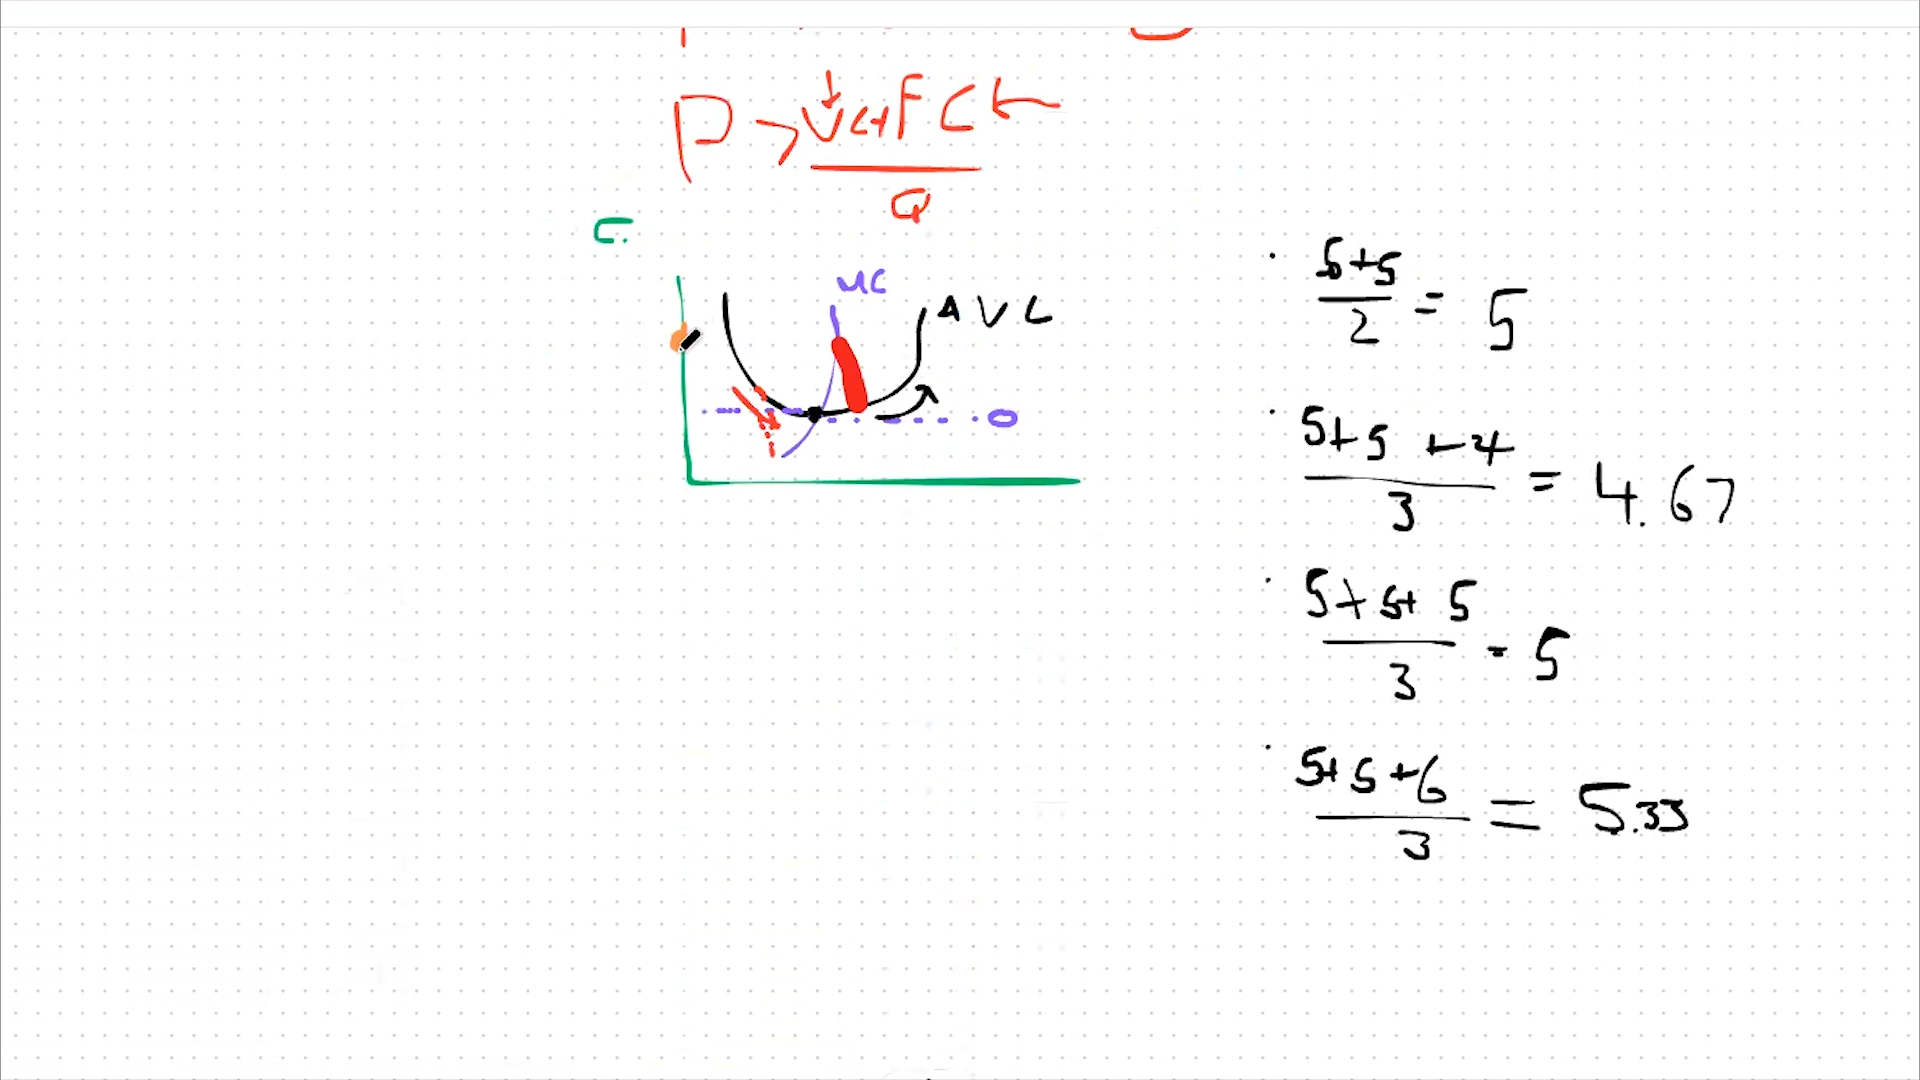 P > VC+FC ←
Q
C.
MC
AVC
5+5
2
= 5
5+5 +4
3
= 4.67
5+5+ 5
3
= 5
5+5+6
3
= 5.33